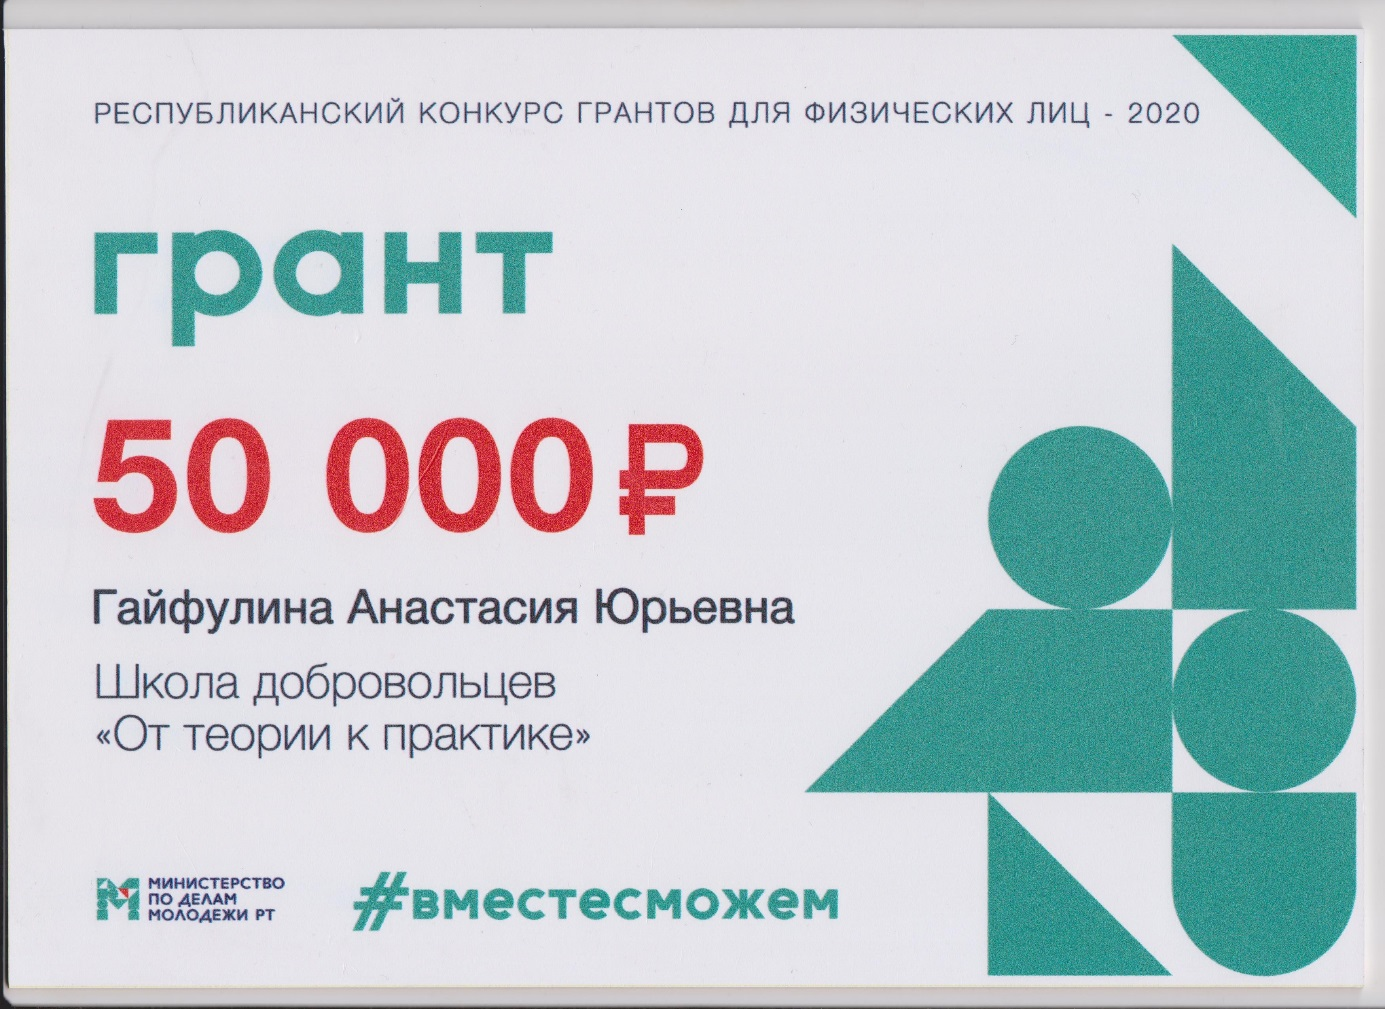 РЕСПУБЛИКАНСКИЙ КОНКУРС ГРАНТОВ ДЛЯ ФИЗИЧЕСКИХ ЛИЦ - 2020
грант
50 000 ₽
Гайфулина Анастасия Юрьевна
Школа добровольцев
«От теории к практике»
МИНИСТЕРСТВО
ПО ДЕЛАМ
МОЛОДЕЖИ РТ
#вместесможем